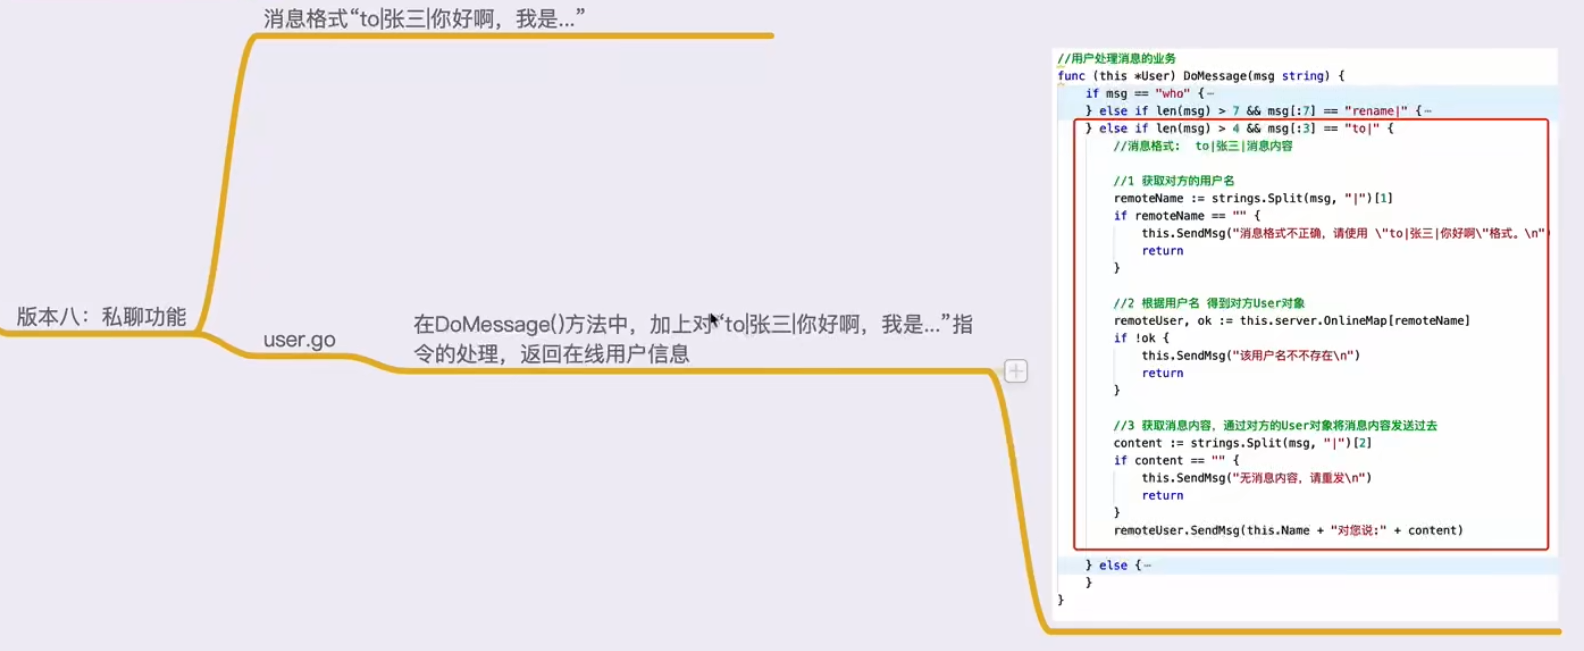 消息格式“to|张三|你好啊，我是...”
版本八：私聊功能
user.go
在DoMessage()方法中，加上对“to|张三|你好啊，我是...”指
令的处理，返回在线用户信息
//用户处理消息的业务
func (this *User) DoMessage(msg string) {
if msg == "who" {⋯
} else if len(msg) > 7 && msg[:7] == "rename|" {⋯
} else if len(msg) > 4 && msg[:3] == "to|" {
//消息格式: to|张三|消息内容
//1 获取对方的用户名
remoteName := strings.Split(msg, "|")[1]
if remoteName == "" {
this.SendMsg("消息格式不正确，请使用 \"to|张三|你好啊\"格式。\n")
return
}
//2 根据用户名 得到对方User对象
remoteUser, ok := this.server.OnlineMap[remoteName]
if !ok {
this.SendMsg("该用户名不不存在\n")
return
}
//3 获取消息内容，通过对方的User对象将消息内容发送过去
content := strings.Split(msg, "|")[2]
if content == "" {
this.SendMsg("无消息内容，请重发\n")
return
}
remoteUser.SendMsg(this.Name + "对您说:" + content)
} else {⋯
}
}